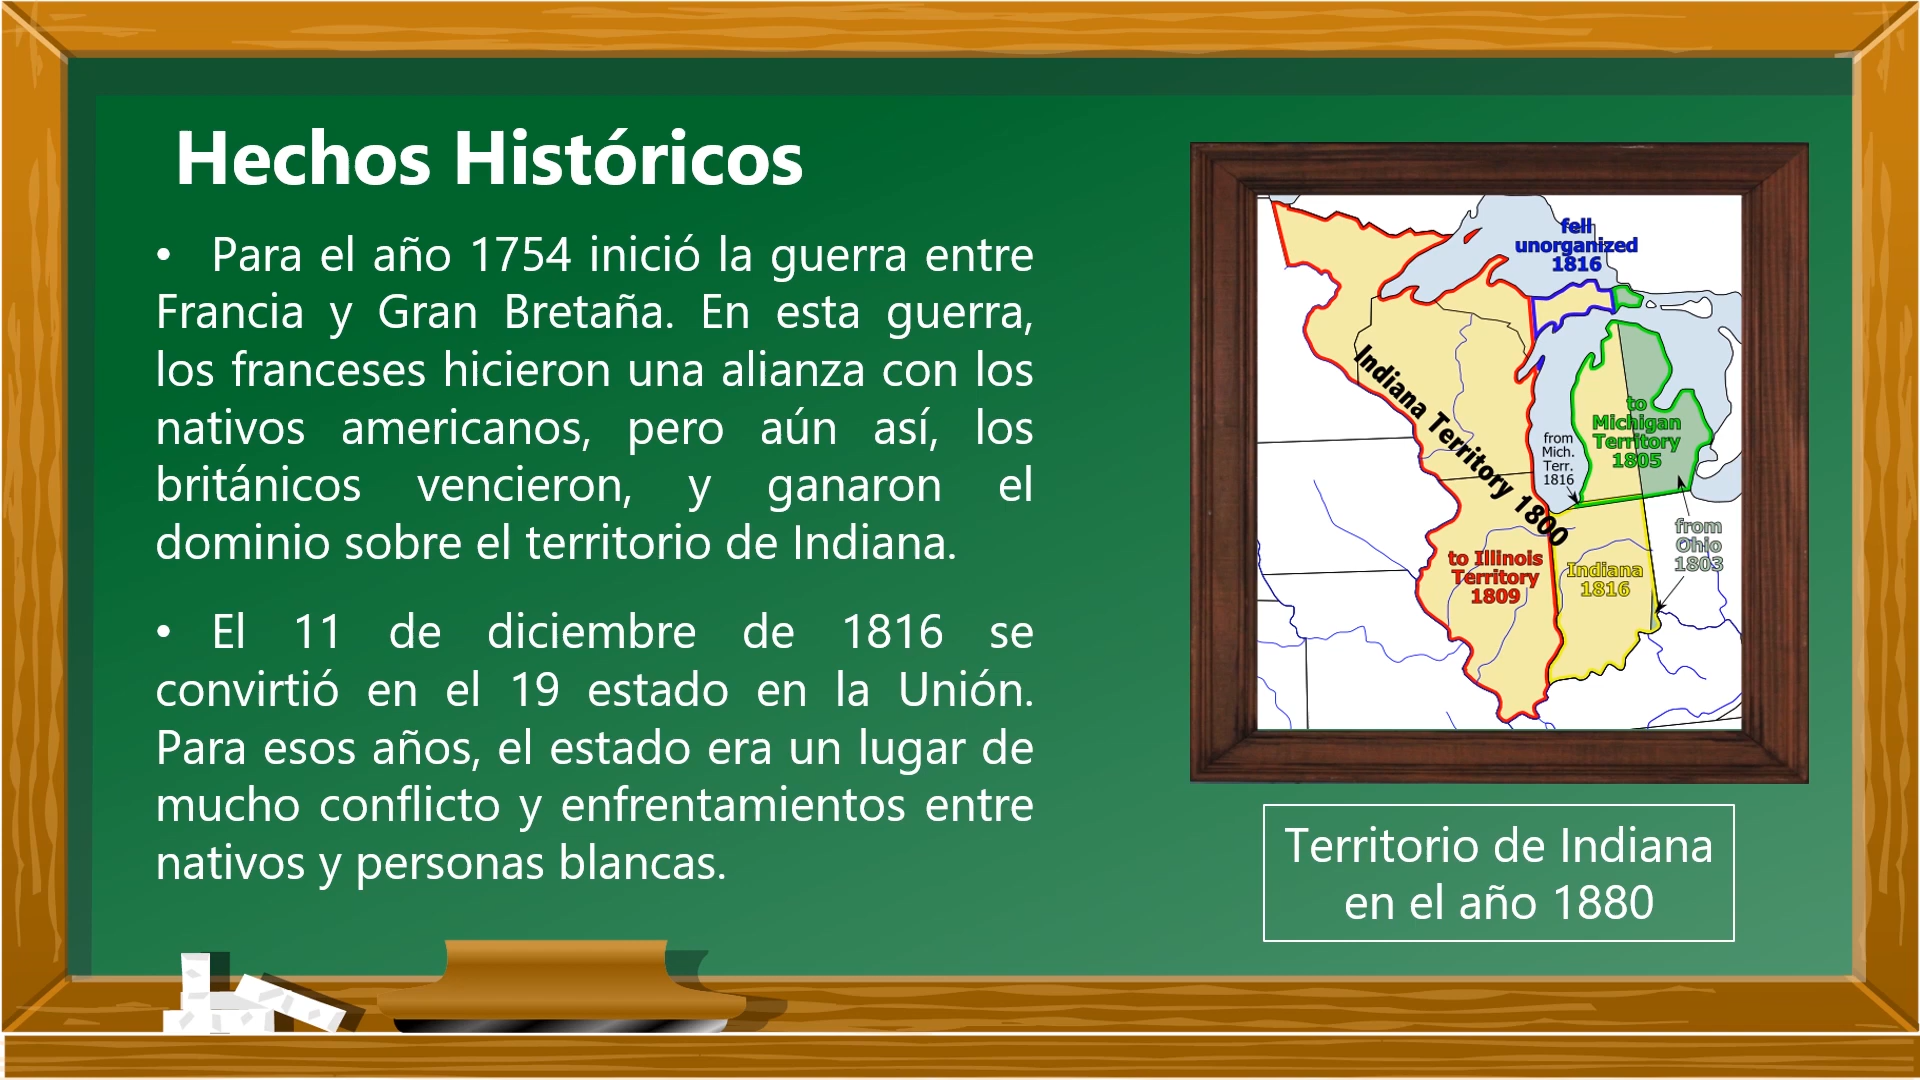 Hechos Históricos
• Para el año 1754 inició la guerra entre
Francia y Gran Bretaña. En esta guerra,
los franceses hicieron una alianza con los
nativos americanos, pero aún así, los
británicos vencieron, y ganaron el
dominio sobre el territorio de Indiana.
• El 11 de diciembre de 1816 se
convirtió en el 19 estado en la Unión.
Para esos años, el estado era un lugar de
mucho conflicto y enfrentamientos entre
nativos y personas blancas.
fell
unorganized
1816
Indiana Territory 1800
to
Michigan
Territory
1805
from
Mich.
Terr.
1816
from
Ohio
1803
to Illinois
Territory
1809
Indiana
1816
Territorio de Indiana
en el año 1880